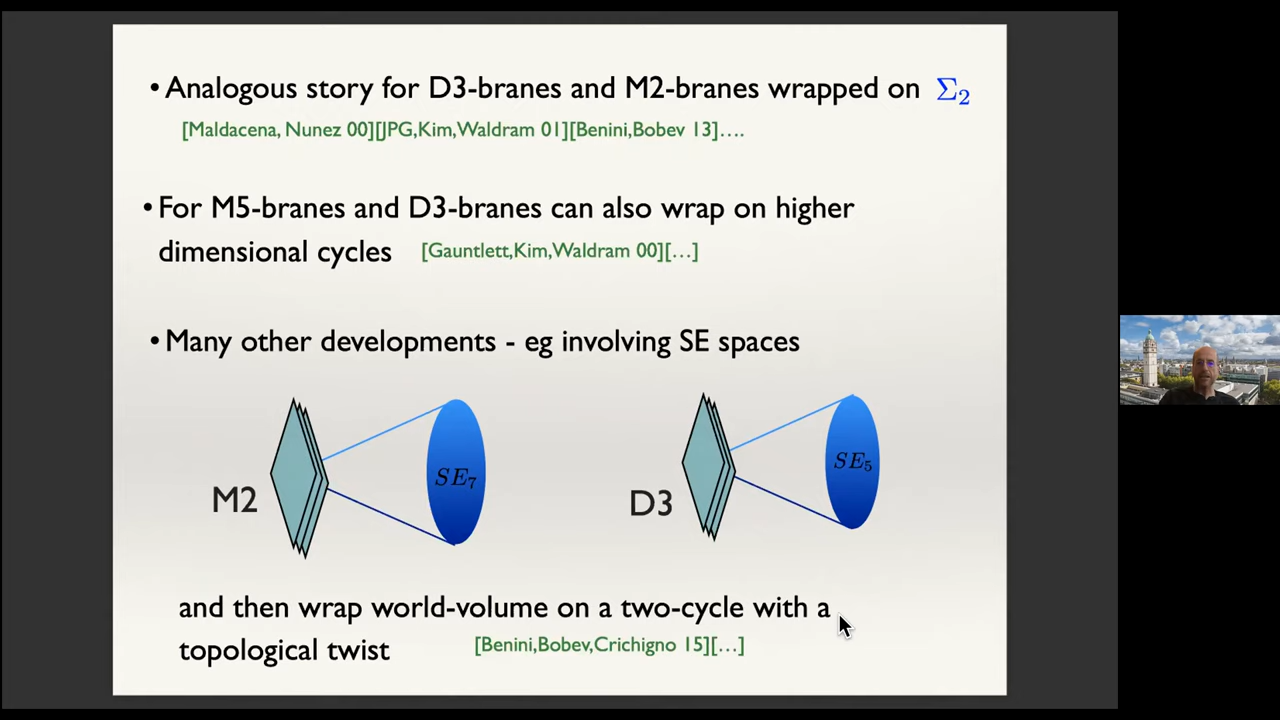 • Analogous story for D3-branes and M2-branes wrapped on Σ₂
[Maldacena, Nunez 00][JPG,Kim,Waldram 01][Benini,Bobev 13]....
• For M5-branes and D3-branes can also wrap on higher
dimensional cycles [Gauntlett,Kim,Waldram 00][...]
• Many other developments - eg involving SE spaces
M2 SE₇ D3 SE₅
and then wrap world-volume on a two-cycle with a
topological twist [Benini,Bobev,Crichigno 15][...]